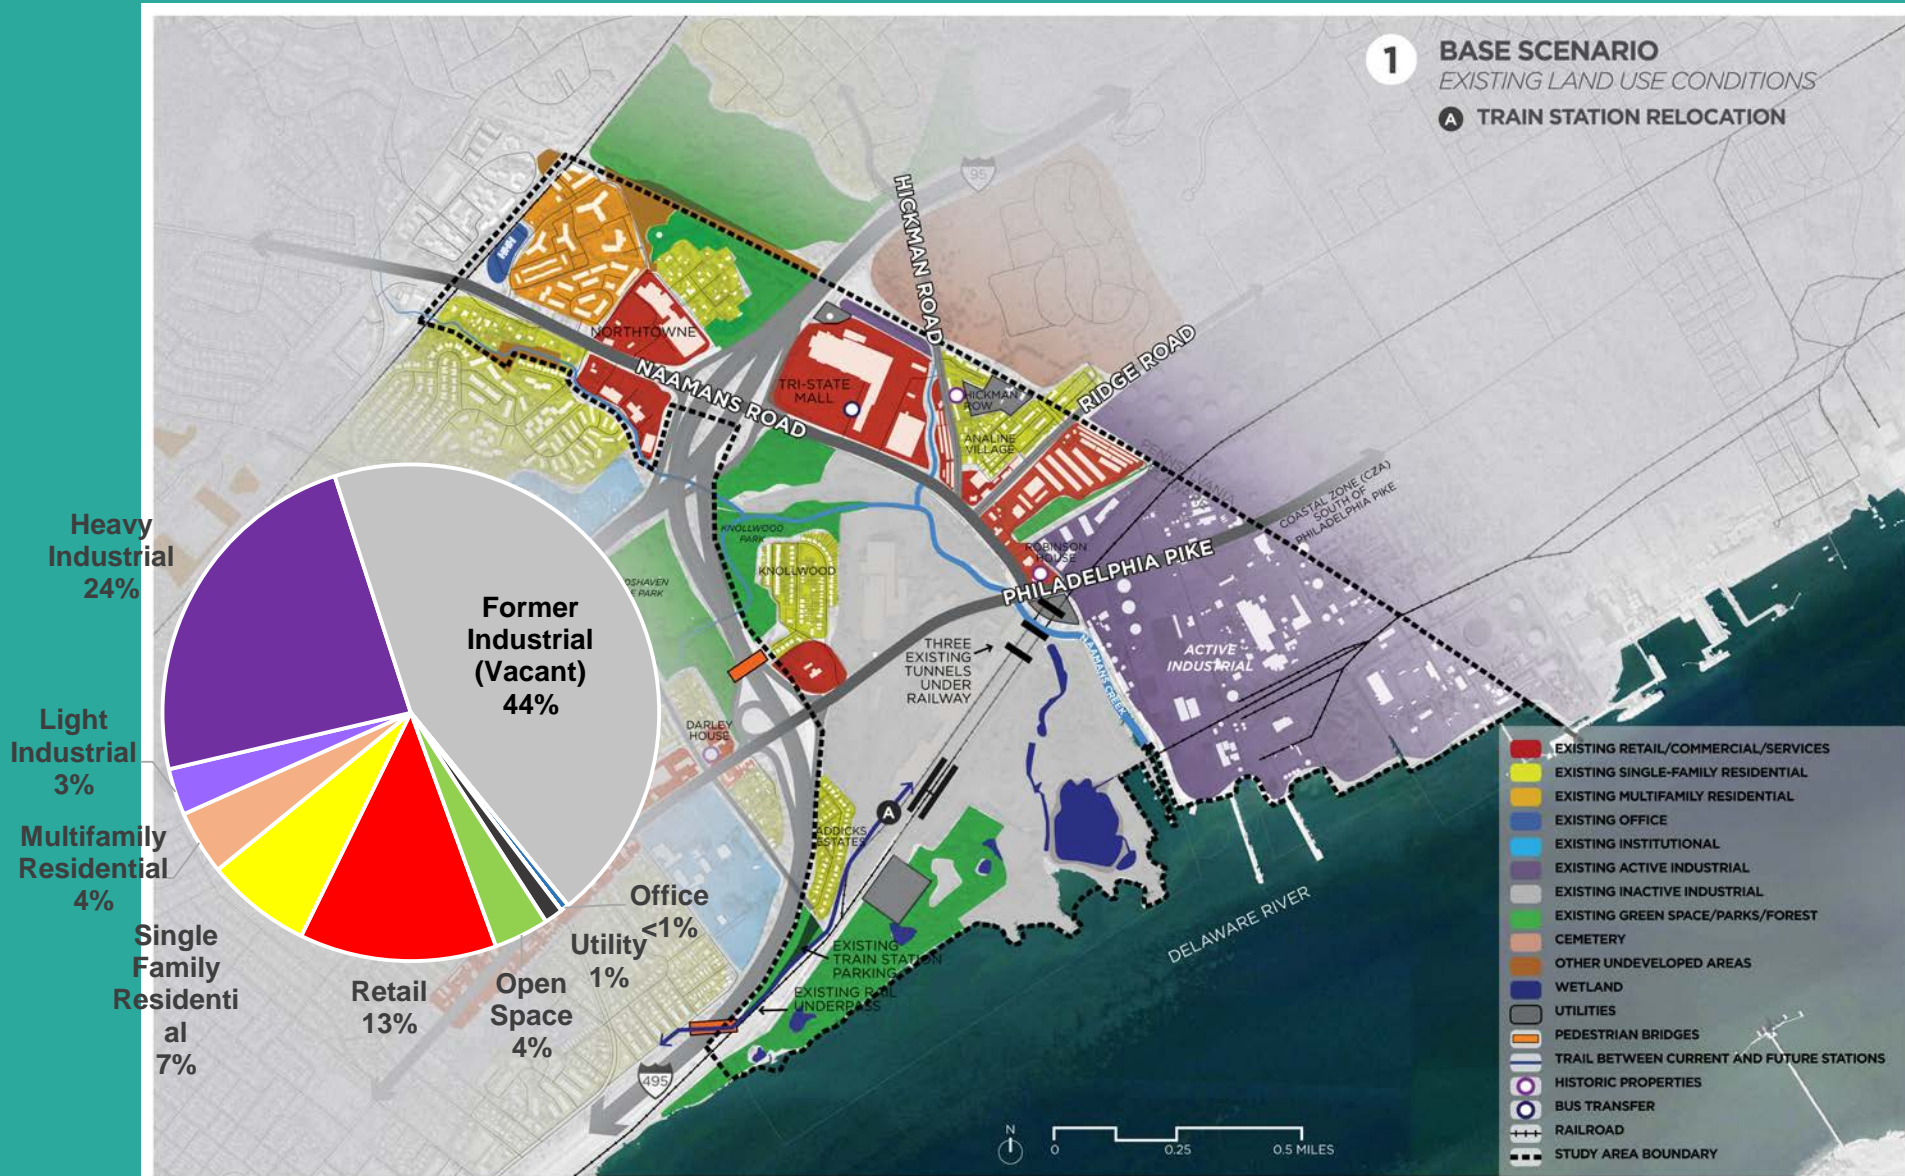 1
BASE SCENARIO
EXISTING LAND USE CONDITIONS
A TRAIN STATION RELOCATION
95
HICKMAN ROAD
RIDGE ROAD
NORTHTOWNE
NAAMANS ROAD
TRI-STATE
MALL
HICKMAN
ROW
ANALINE
VILLAGE
PENNSYLVANIA
COASTAL ZONE (CZA)
SOUTH OF
PHILADELPHIA PIKE
KNOLLWOOD
PARK
KNOLLWOOD
ROBINSON
HOUSE
PHILADELPHIA PIKE
THREE
EXISTING
TUNNELS
UNDER
RAILWAY
NAAMANS CREEK
ACTIVE
INDUSTRIAL
DARLEY
HOUSE
A
ADDICKS
ESTATES
EXISTING
TRAIN STATION
PARKING
EXISTING RAIL
UNDERPASS
495
DELAWARE RIVER
N
0
0.25
0.5 MILES
Heavy
Industrial
24%
Former
Industrial
(Vacant)
44%
Light
Industrial
3%
Multifamily
Residential
4%
Single
Family
Residenti
al
7%
Retail
13%
Open
Space
4%
Utility
1%
Office
<1%
EXISTING RETAIL/COMMERCIAL/SERVICES
EXISTING SINGLE-FAMILY RESIDENTIAL
EXISTING MULTIFAMILY RESIDENTIAL
EXISTING OFFICE
EXISTING INSTITUTIONAL
EXISTING ACTIVE INDUSTRIAL
EXISTING INACTIVE INDUSTRIAL
EXISTING GREEN SPACE/PARKS/FOREST
CEMETERY
OTHER UNDEVELOPED AREAS
WETLAND
UTILITIES
PEDESTRIAN BRIDGES
TRAIL BETWEEN CURRENT AND FUTURE STATIONS
HISTORIC PROPERTIES
BUS TRANSFER
RAILROAD
STUDY AREA BOUNDARY